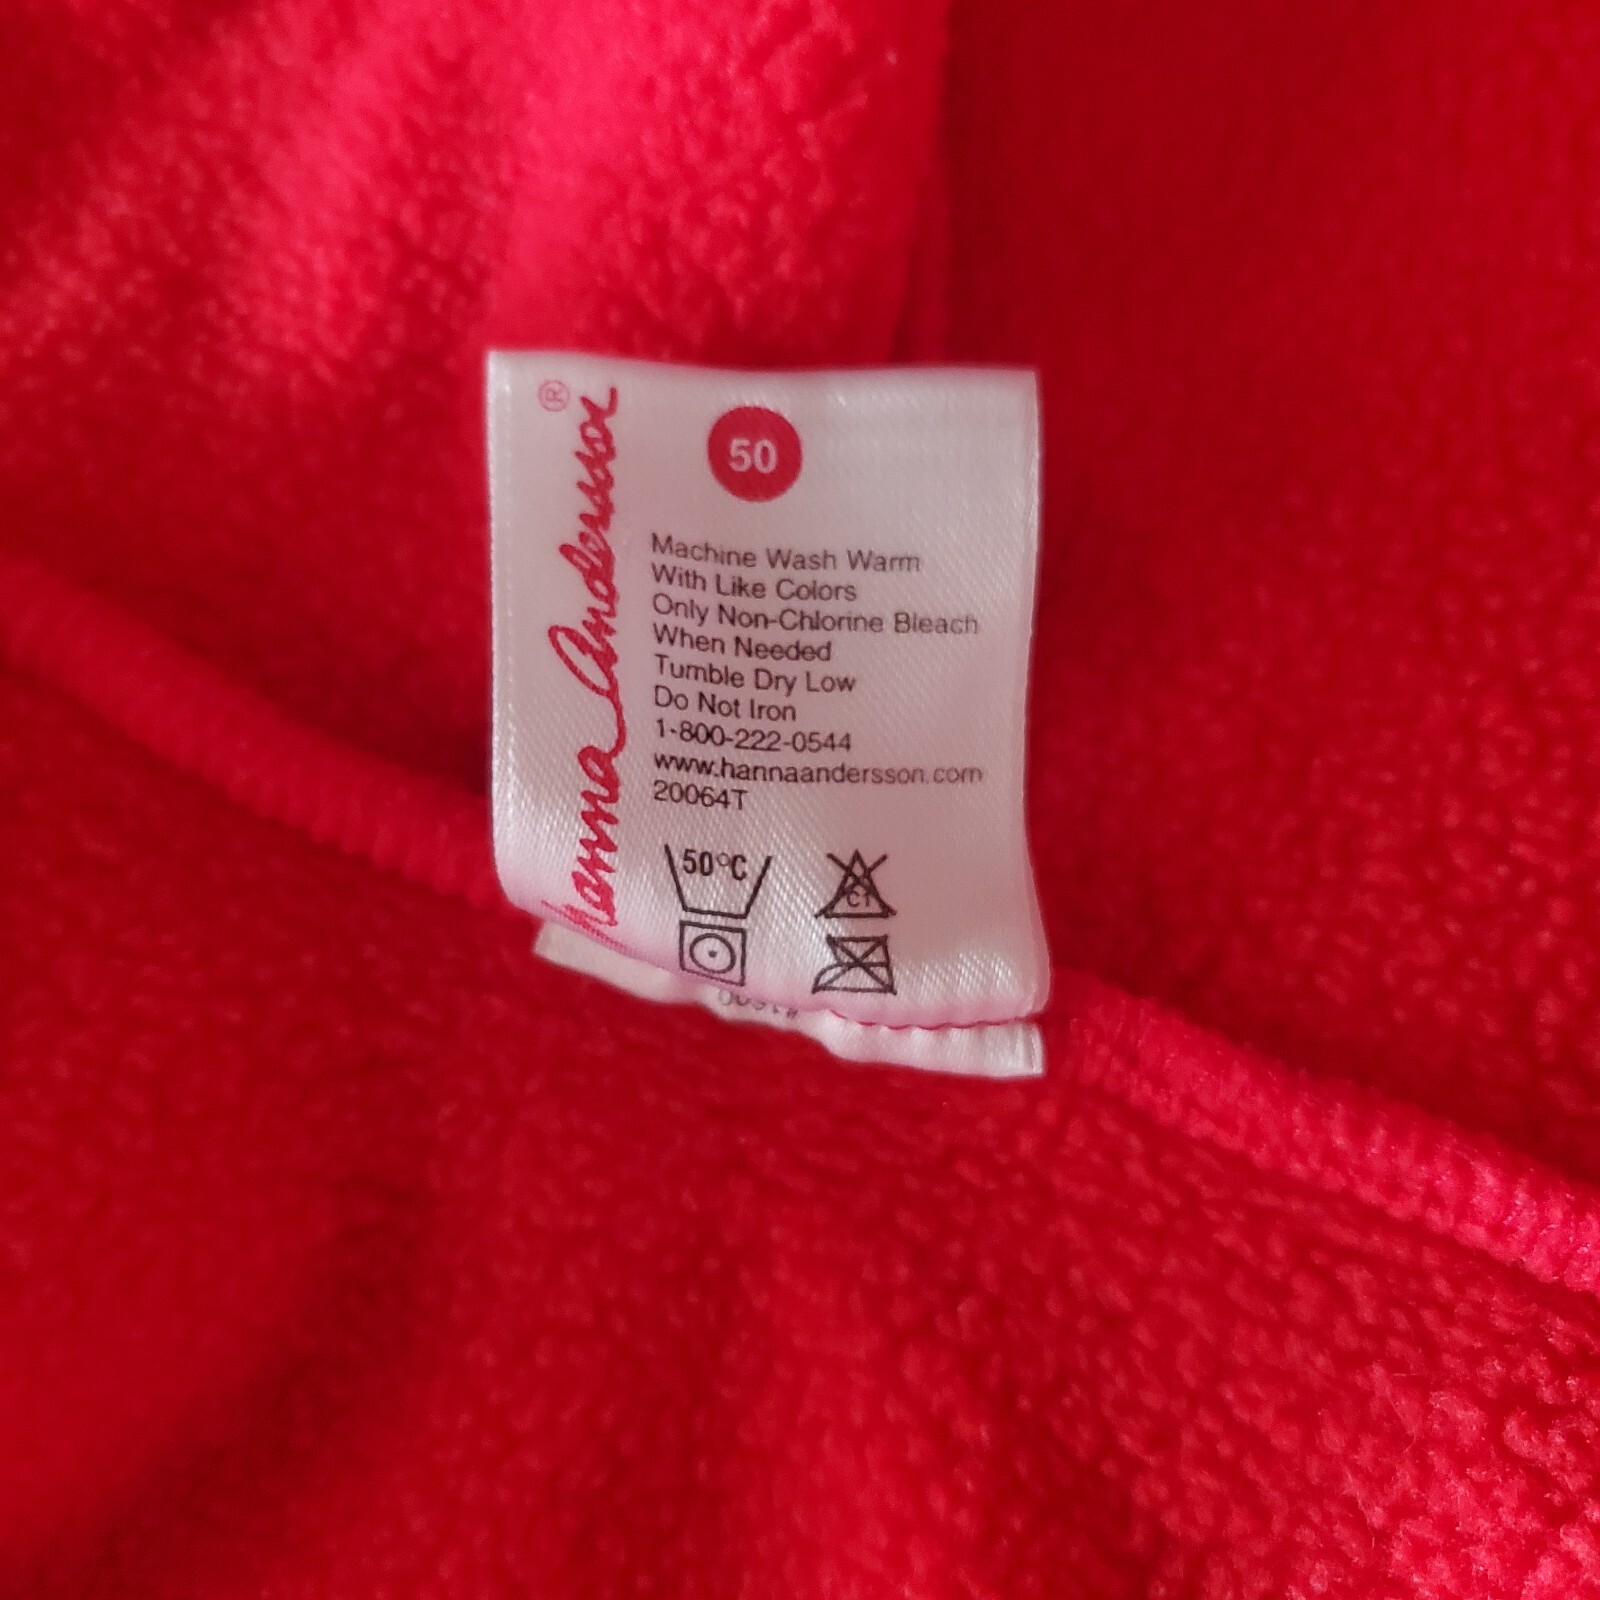 Hanna Andersson®
50
Machine Wash Warm
With Like Colors
Only Non-Chlorine Bleach
When Needed
Tumble Dry Low
Do Not Iron
1-800-222-0544
www.hannaandersson.com
20064T
50°C